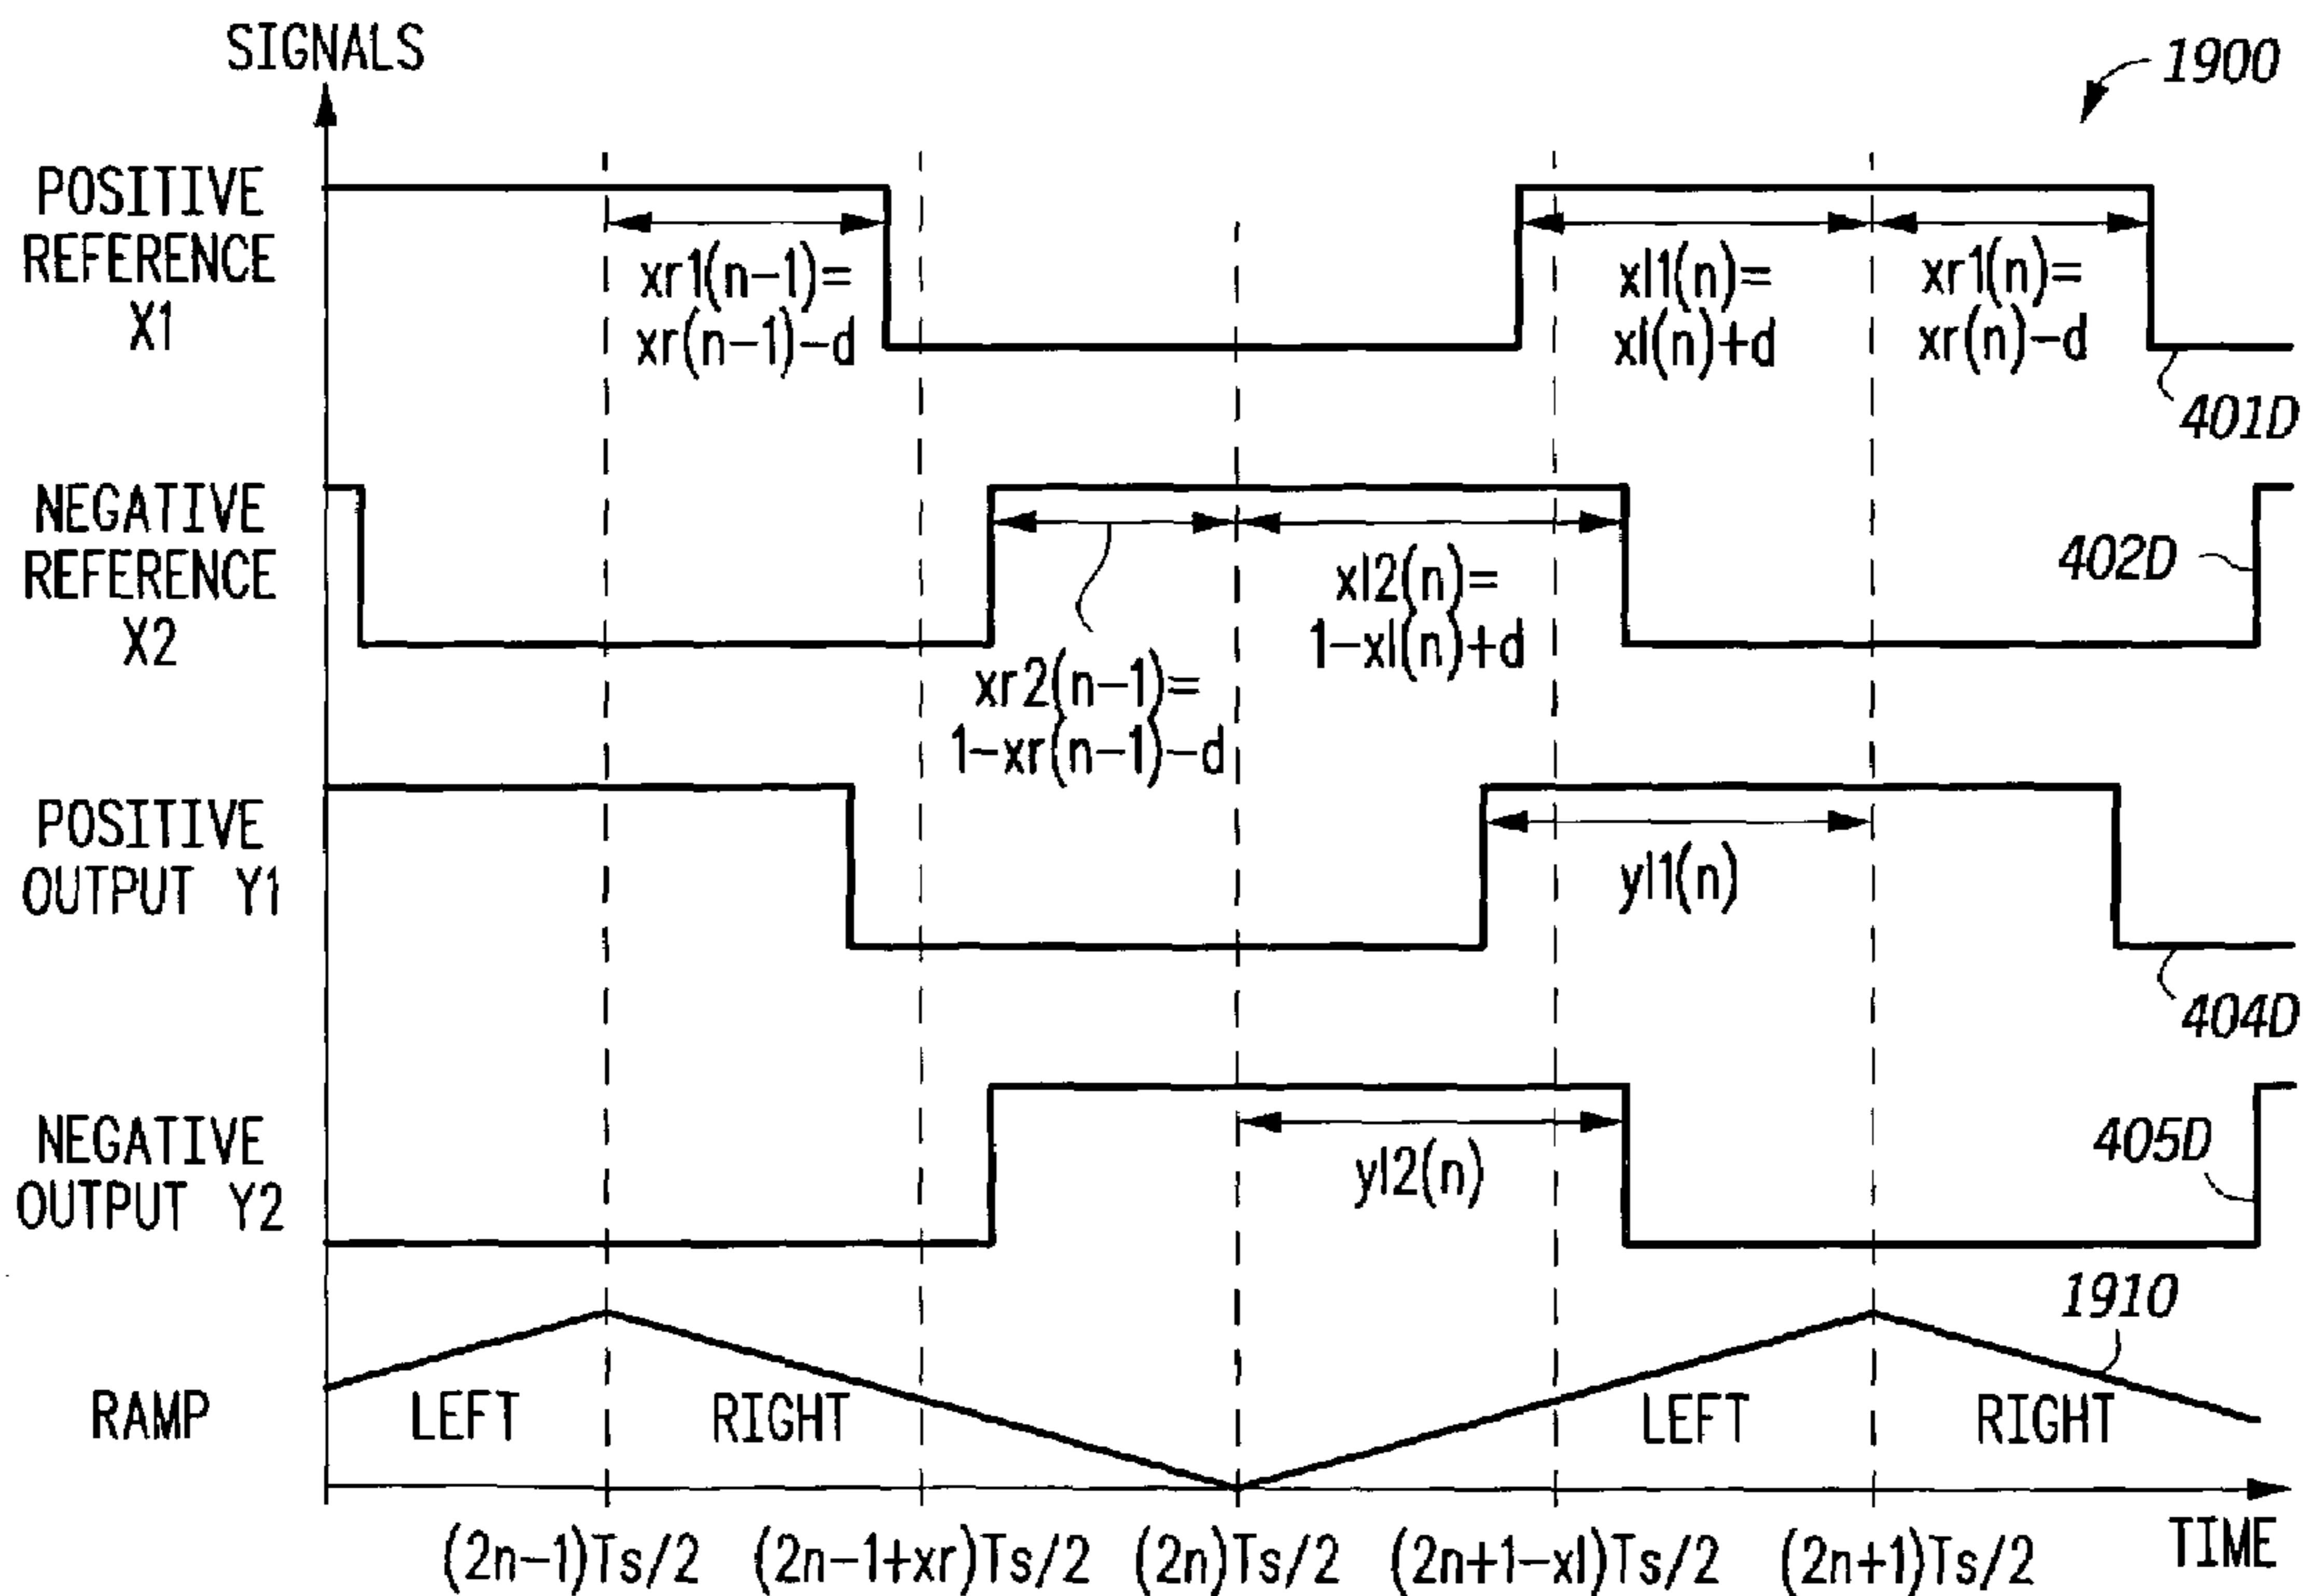 SIGNALS
1900
POSITIVE
REFERENCE
X1
xr1(n-1)=
xr(n-1)-d
xl1(n)=
xl(n)+d
xr1(n)=
xr(n)-d
401D
NEGATIVE
REFERENCE
X2
xr2(n-1)=
1-xr(n-1)-d
xl2(n)=
1-xl(n)+d
402D
POSITIVE
OUTPUT Y1
yl1(n)
404D
NEGATIVE
OUTPUT Y2
yl2(n)
405D
RAMP
LEFT
RIGHT
LEFT
RIGHT
1910
(2n-1)Ts/2
(2n-1+xr)Ts/2
(2n)Ts/2
(2n+1-xl)Ts/2
(2n+1)Ts/2
TIME